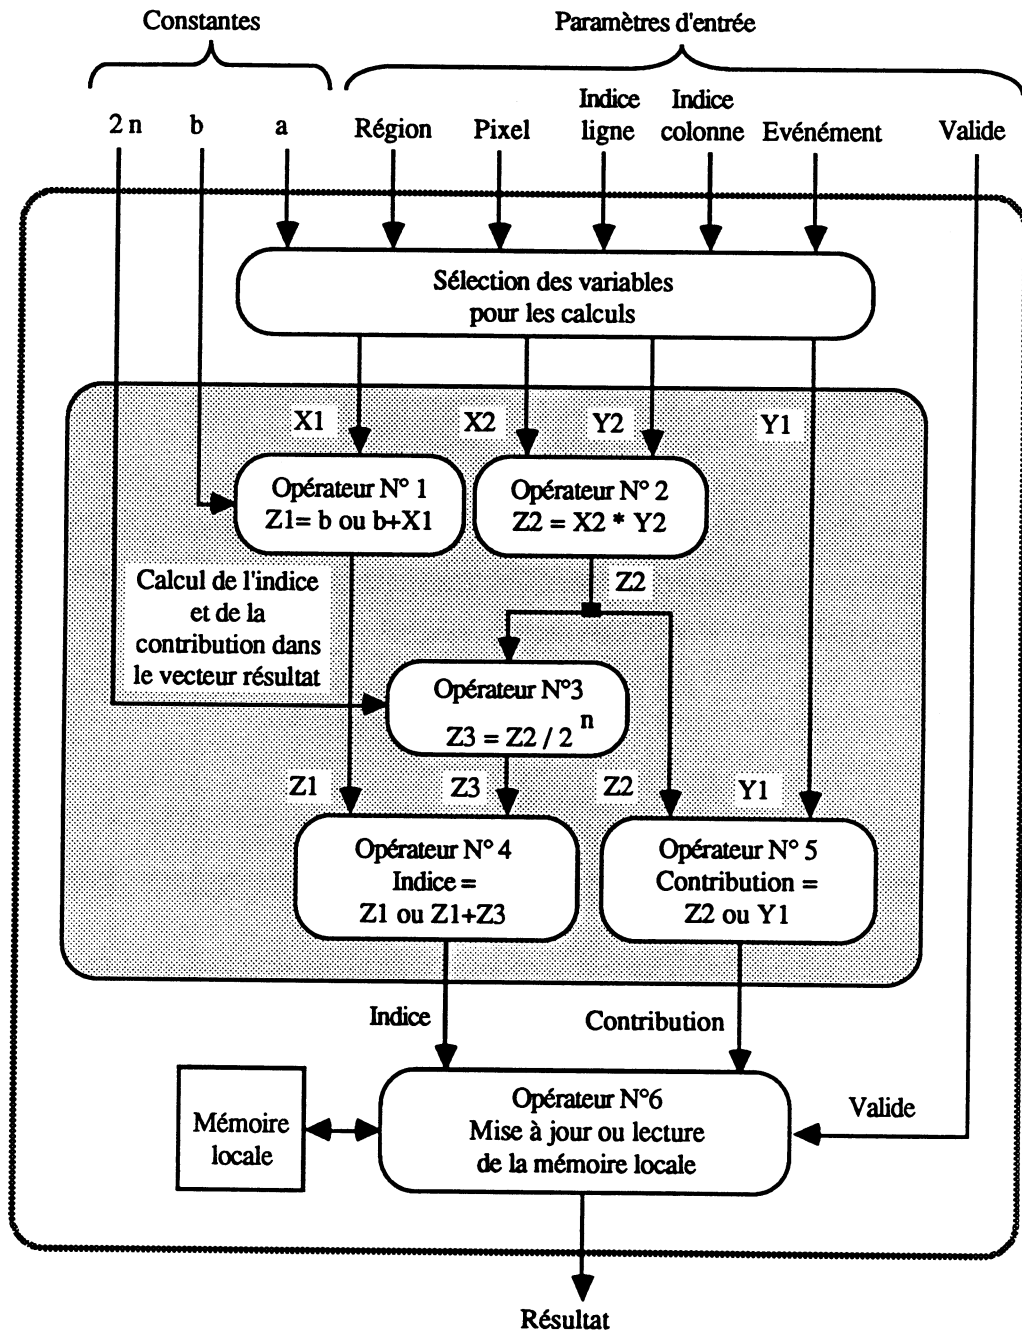 Constantes
Paramètres d'entrée
2 n
b
a
Région
Pixel
Indice
ligne
Indice
colonne
Evénémént
Valide
Sélection des variables
pour les calculs
X1
X2
Y2
Y1
Opérateur N° 1
Z1= b ou b+X1
Opérateur N° 2
Z2 = X2 * Y2
Calcul de l'indice
et de la
contribution dans
le vecteur résultat
Z2
Opérateur N°3
Z3 = Z2 / 2 n
Z1
Z3
Z2
Y1
Opérateur N° 4
Indice =
Z1 ou Z1+Z3
Opérateur N° 5
Contribution =
Z2 ou Y1
Indice
Contribution
Mémoire
locale
Opérateur N°6
Mise à jour ou lecture
de la mémoire locale
Valide
Résultat